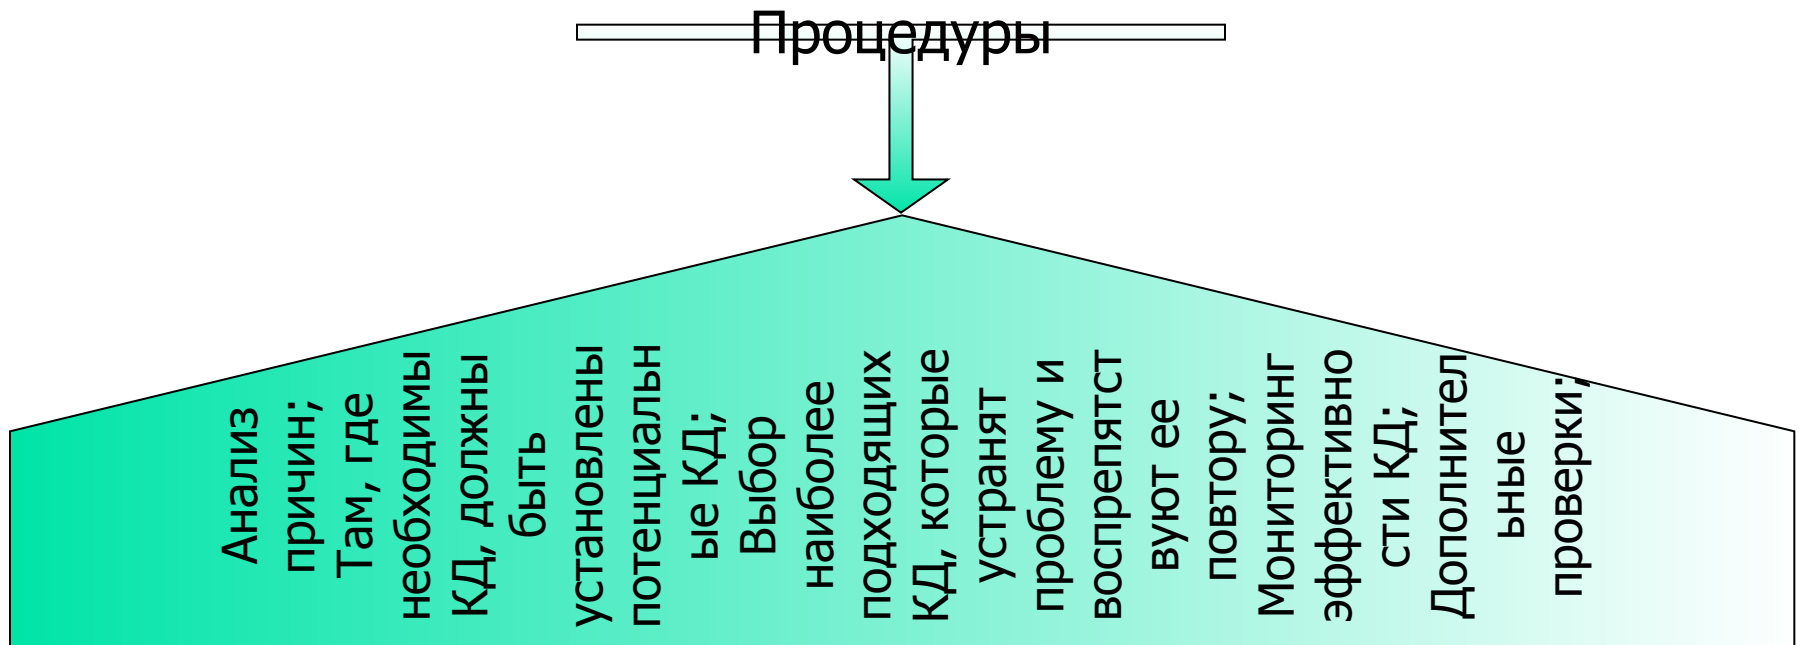 Процедуры
Анализ
причин;
Там, где
необходимы
КД, должны
быть
установлены
потенциальн
ые КД;
Выбор
наиболее
подходящих
КД, которые
устранят
проблему и
воспрепятст
вуют ее
повтору;
Мониторинг
эффективно
сти КД;
Дополнител
ьные
проверки;